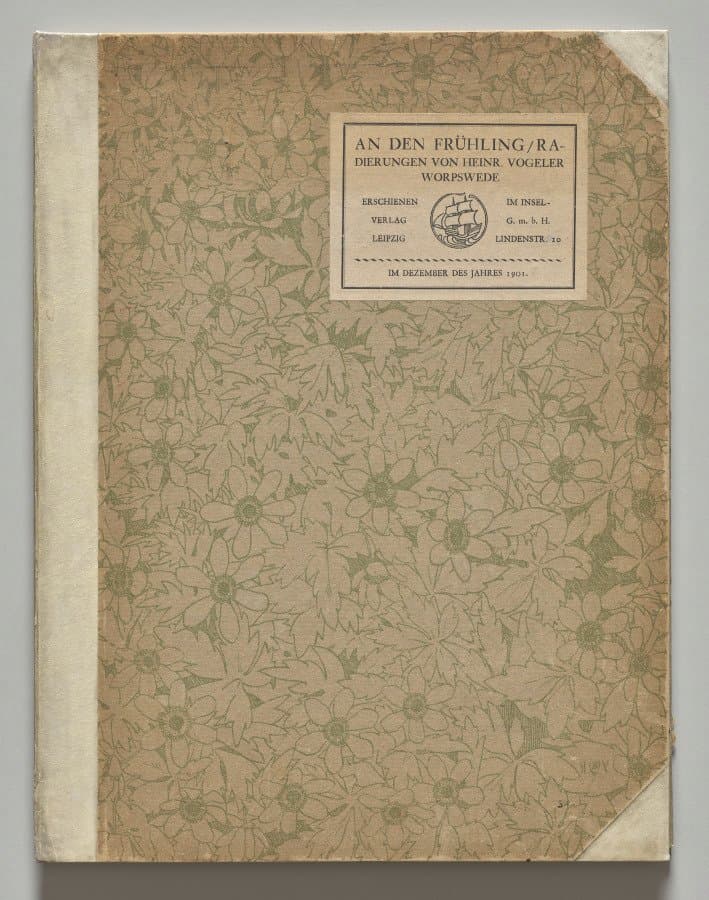 AN DEN FRÜHLING/RA-
DIERUNGEN VON HEINR. VOGELER
WORPSWEDE
ERSCHIENEN IM INSEL-
VERLAG G. m. b. H.
LEIPZIG LINDENSTR. 20
IM DEZEMBER DES JAHRES 1901.